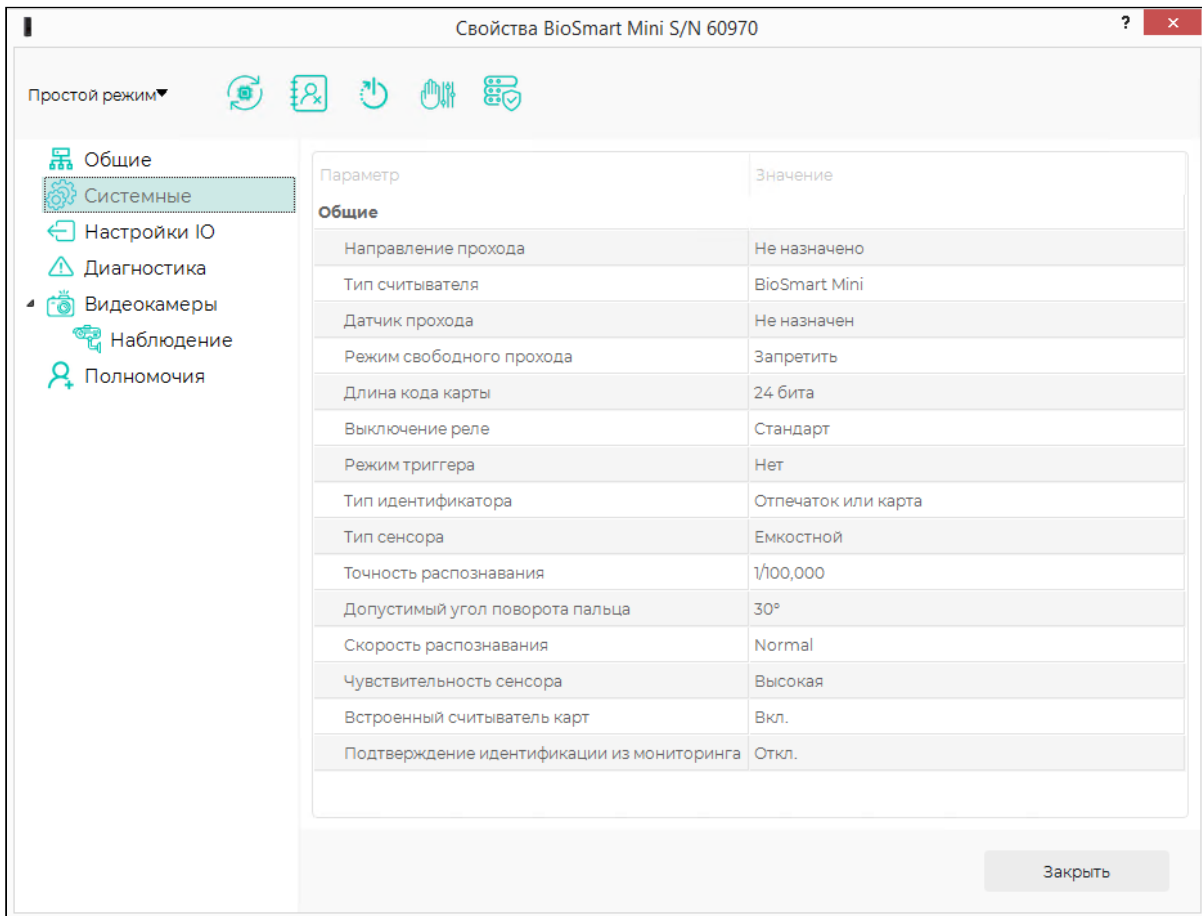 Свойства BioSmart Mini S/N 60970
?
×
Простой режим▼
Общие
Системные
Настройки IO
Диагностика
Видеокамеры
Наблюдение
Полномочия
Параметр Значение
Общие
Направление прохода Не назначено
Тип считывателя BioSmart Mini
Датчик прохода Не назначен
Режим свободного прохода Запретить
Длина кода карты 24 бита
Выключение реле Стандарт
Режим триггера Нет
Тип идентификатора Отпечаток или карта
Тип сенсора Емкостной
Точность распознавания 1/100,000
Допустимый угол поворота пальца 30°
Скорость распознавания Normal
Чувствительность сенсора Высокая
Встроенный считыватель карт Вкл.
Подтверждение идентификации из мониторинга Откл.
Закрыть